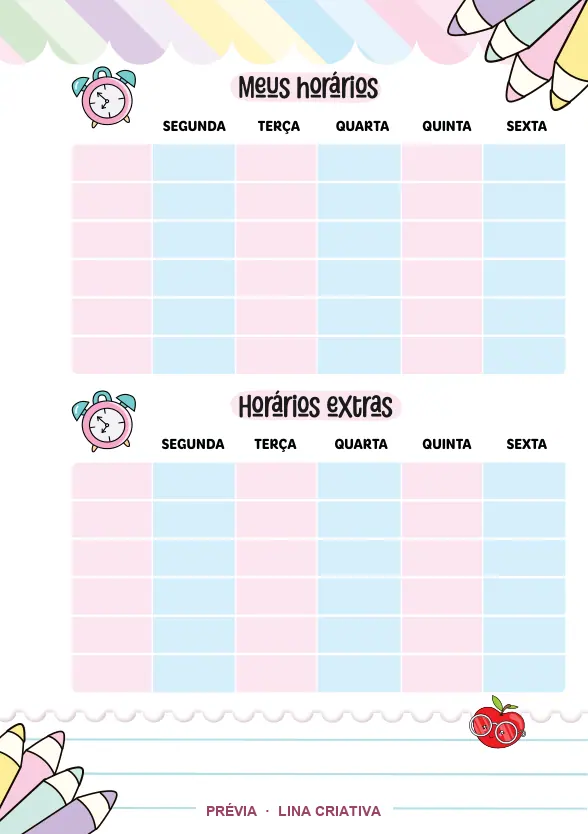 Meus horários
SEGUNDA TERÇA QUARTA QUINTA SEXTA
Horários extras
SEGUNDA TERÇA QUARTA QUINTA SEXTA
PRÉVIA · LINA CRIATIVA